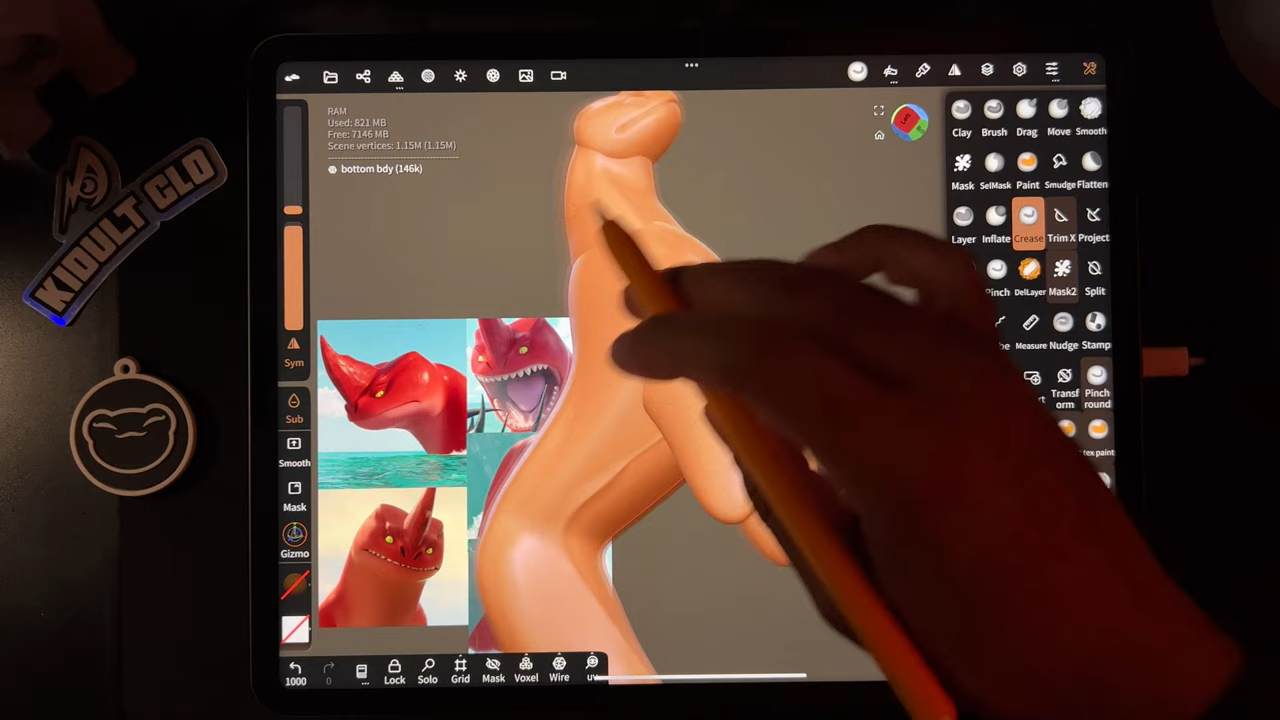 RAM
Used: 821 MB
Free: 7146 MB
Scene vertices: 1.15M (1.15M)
bottom bdy (146k)
KIDULT CLO
Sym
Sub
Smooth
Mask
Gizmo
Left
Clay Brush Drag Move Smooth
Mask SelMask Paint Smudge Flatten
Layer Inflate Crease Trim X Project
Pinch DelLayer Mask2 Split
Measure Nudge Stamp
Transf
orm
Pinch
round
tex paint
1000 0 Lock Solo Grid Mask Voxel Wire